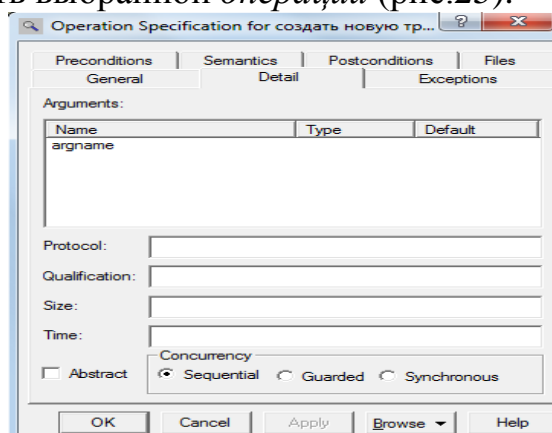 ть выбранной операции (рис.23).
Operation Specification for создать новую тр...
Preconditions Semantics Postconditions Files
General Detail Exceptions
Arguments:
Name Type Default
argname
Protocol:
Qualification:
Size:
Time:
Concurrency
Abstract Sequential Guarded Synchronous
OK Cancel Apply Browse Help